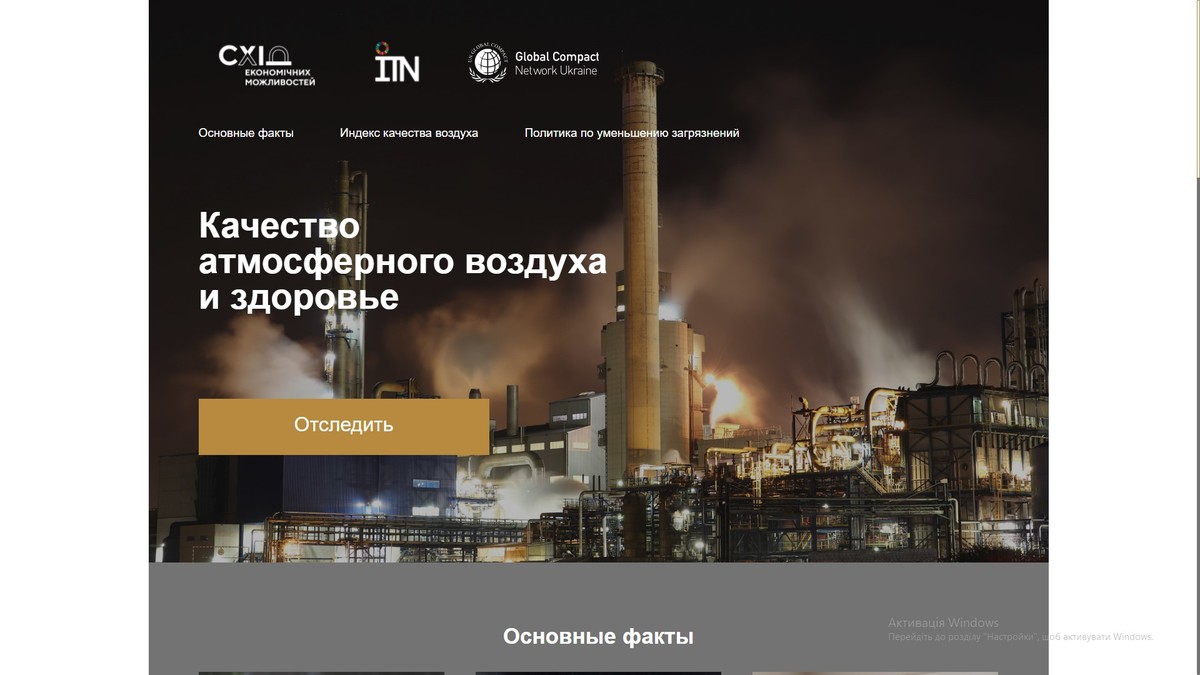 СХІД
ЕКОНОМІЧНИХ
МОЖЛИВОСТЕЙ
ITN
UN GLOBAL COMPACT
Global Compact
Network Ukraine
Основные факты
Индекс качества воздуха
Политика по уменьшению загрязнений
Качество
атмосферного воздуха
и здоровье
Отследить
Основные факты
Активація Windows
Перейдіть до розділу "Настройки", щоб активувати Windows.